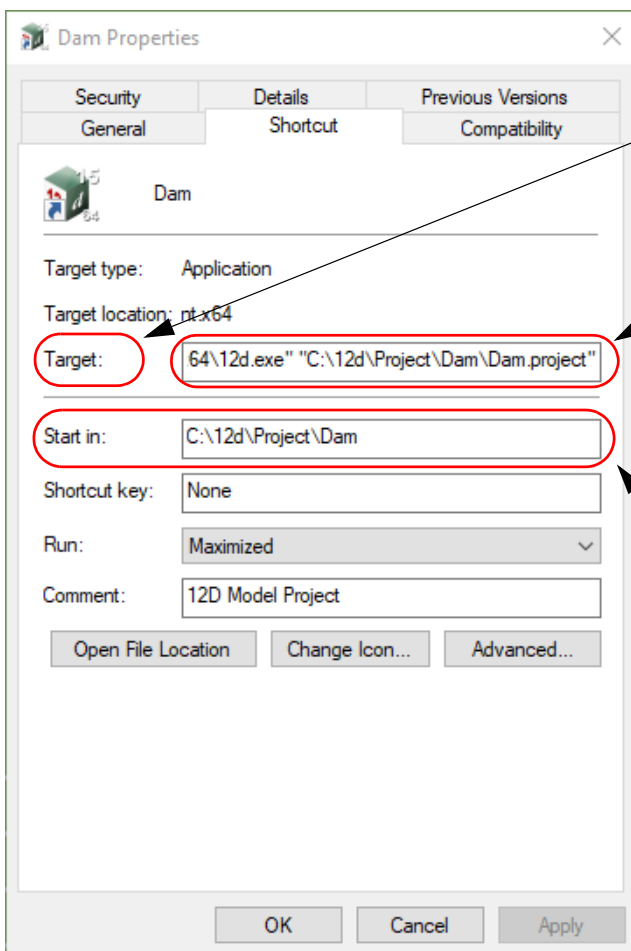 Dam Properties
Security Details Previous Versions
General Shortcut Compatibility
15
64
Dam
Target type: Application
Target location: nt.x64
Target: 64\12d.exe" "C:\12d\Project\Dam\Dam.project"
Start in: C:\12d\Project\Dam
Shortcut key: None
Run: Maximized
Comment: 12D Model Project
Open File Location Change Icon... Advanced...
OK Cancel Apply